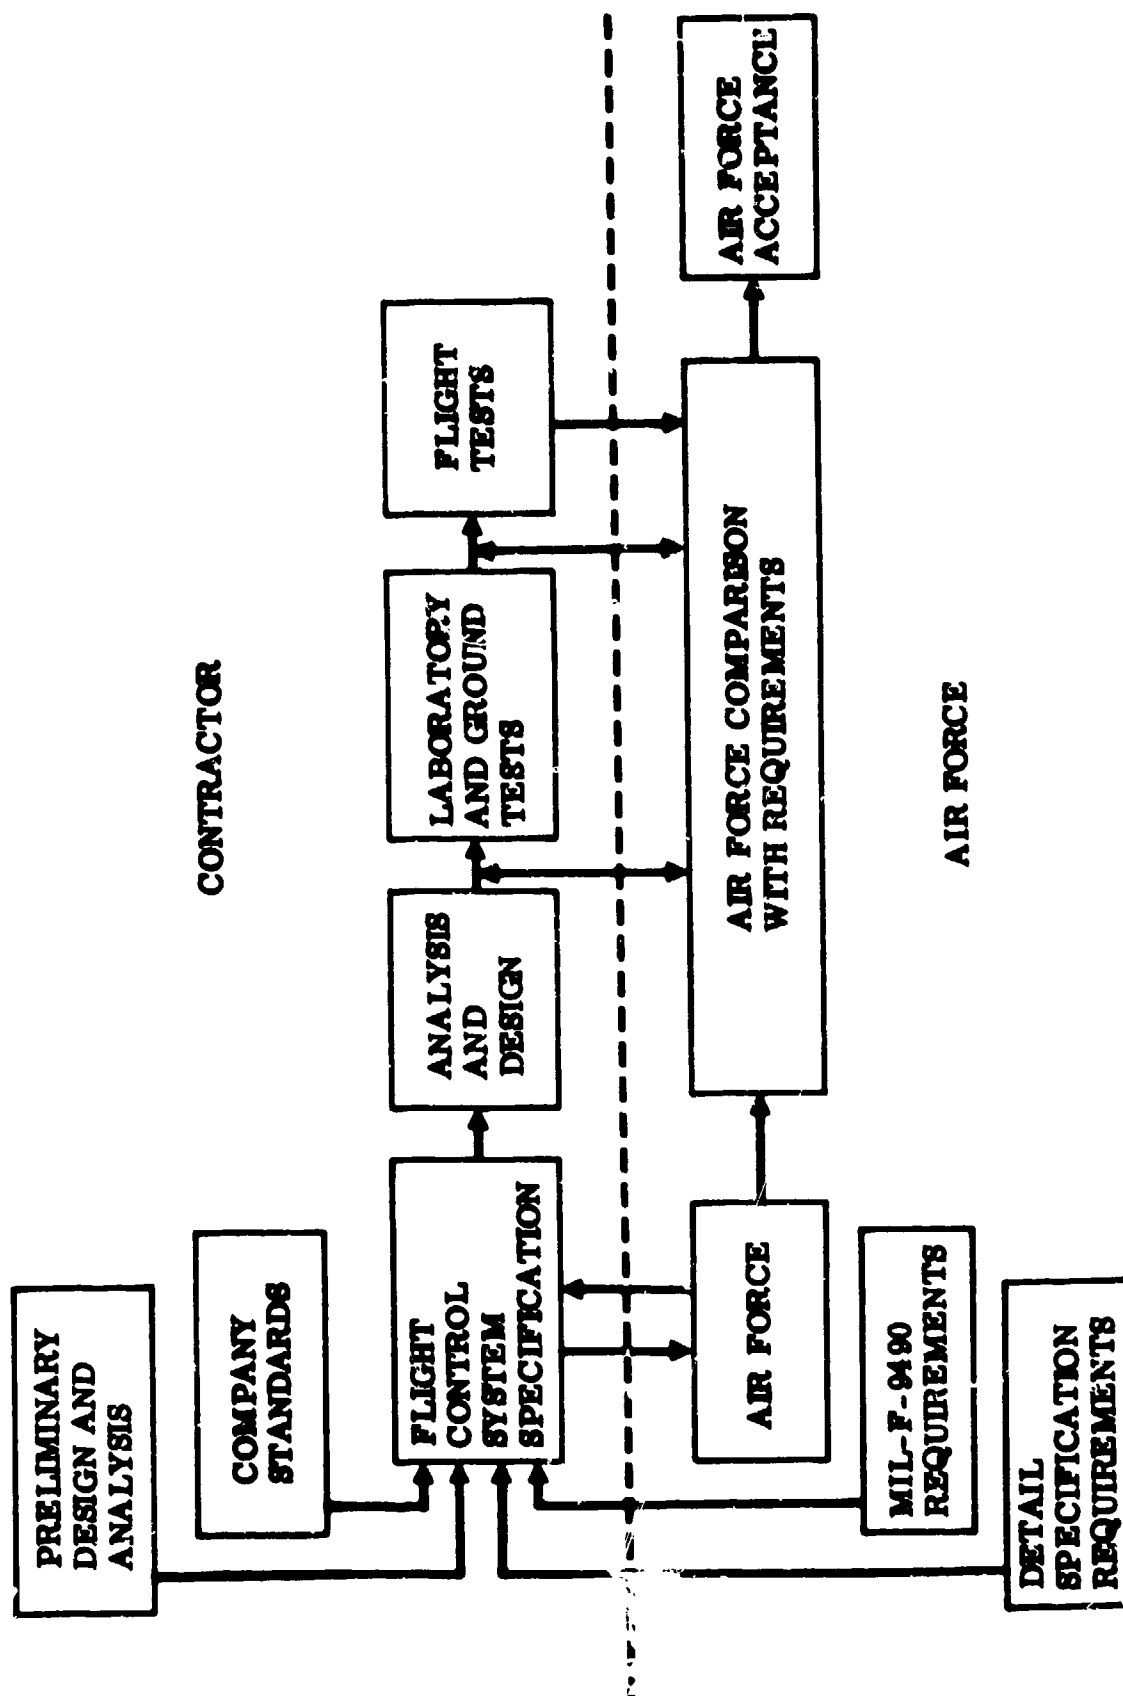 CONTRACTOR
PRELIMINARY
DESIGN AND
ANALYSIS
COMPANY
STANDARDS
FLIGHT
CONTROL
SYSTEM
SPECIFICATION
ANALYSIS
AND
DESIGN
LABORATORY
AND GROUND
TESTS
FLIGHT
TESTS
AIR FORCE
AIR FORCE COMPARISON
WITH REQUIREMENTS
AIR FORCE
ACCEPTANCE
MIL-F-9490
REQUIREMENTS
DETAIL
SPECIFICATION
REQUIREMENTS
AIR FORCE